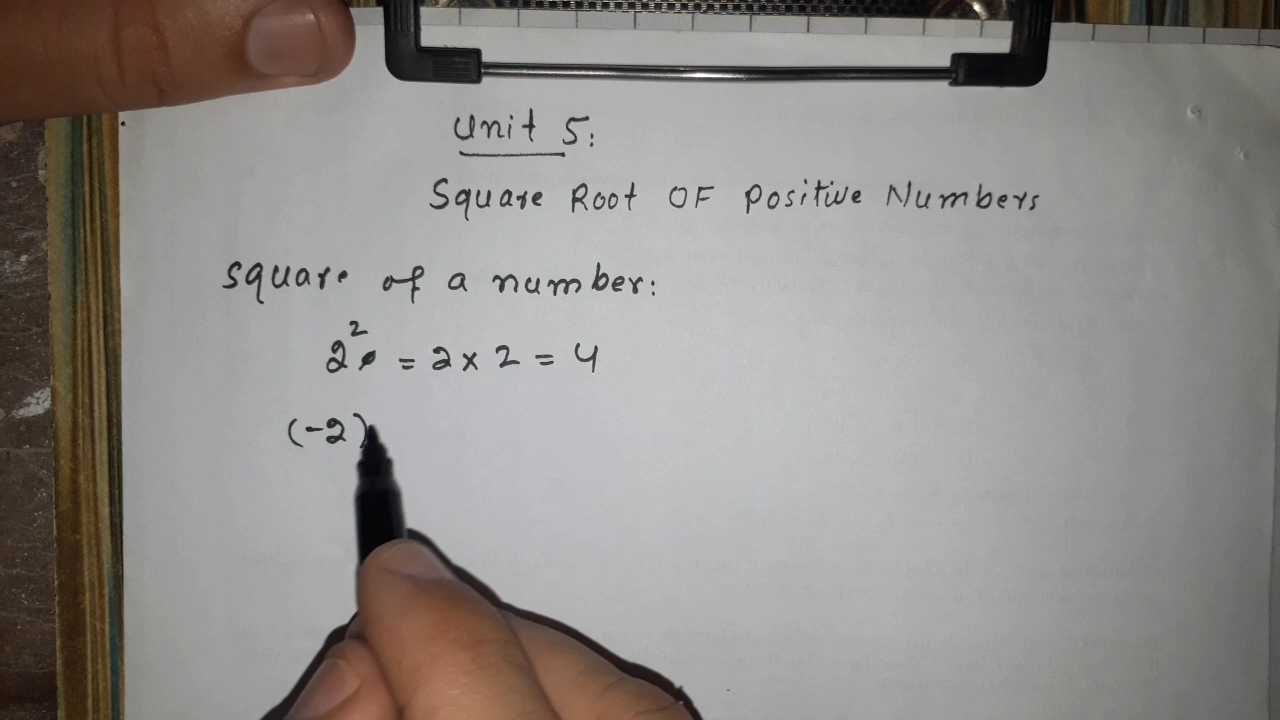 Unit 5:
Square Root OF Positive Numbers
square of a number:
2² = 2 x 2 = 4
(-2)